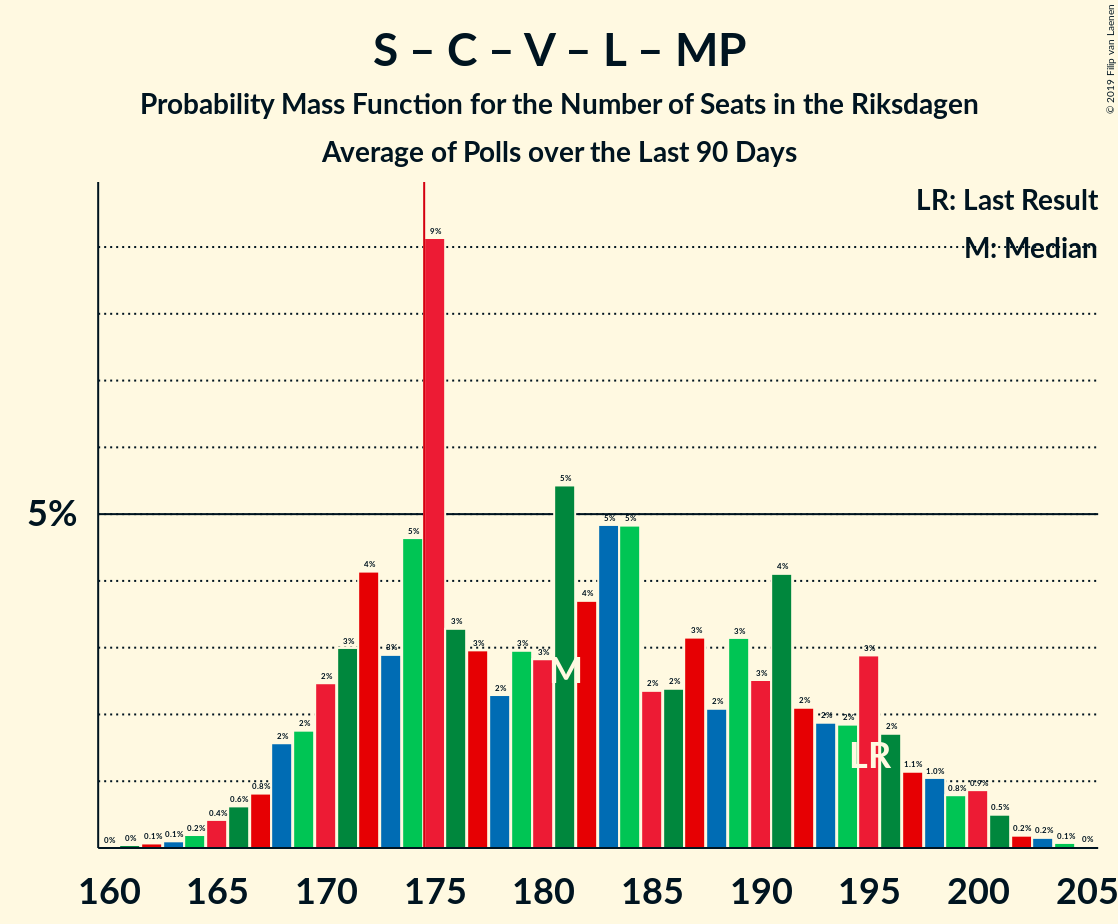 S – C – V – L – MP
Probability Mass Function for the Number of Seats in the Riksdagen
Average of Polls over the Last 90 Days
© 2019 Filip van Laenen
LR: Last Result
M: Median
5%
0% 0% 0.1% 0.1% 0.2% 0.4% 0.6% 0.8% 2% 2% 2% 3% 4% 3% 5% 9% 3% 3% 2% 3% 3% 5% 4% 5% 5% 2% 2% 3% 2% 3% 3% 4% 2% 2% 2% 3% 2% 1.1% 1.0% 0.8% 0.9% 0.5% 0.2% 0.2% 0.1% 0%
M
LR
160 165 170 175 180 185 190 195 200 205